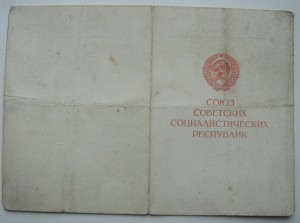 СОЮЗ
СОВЕТСКИХ
СОЦИАЛИСТИЧЕСКИХ
РЕСПУБЛИК